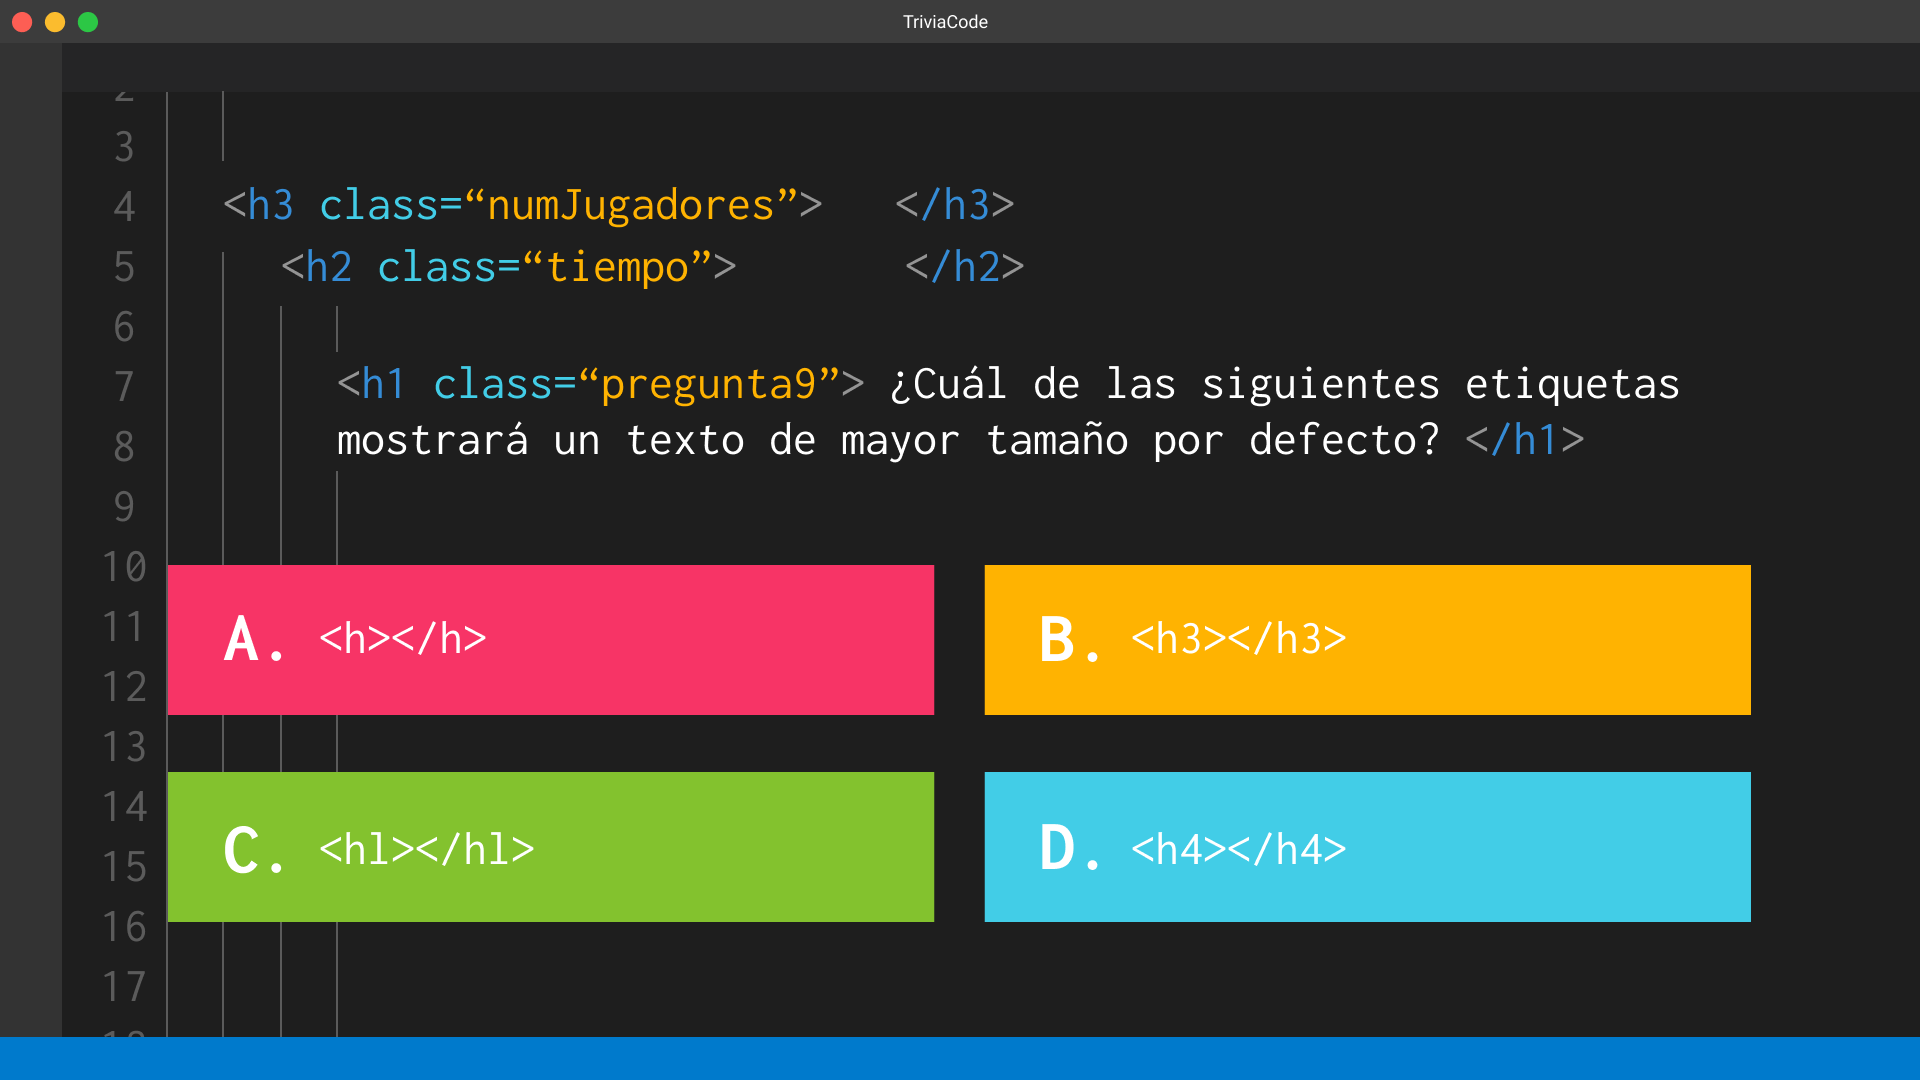 TriviaCode
2
3
4 <h3 class=“numJugadores”> </h3>
5 <h2 class=“tiempo”> </h2>
6
7 <h1 class=“pregunta9”> ¿Cuál de las siguientes etiquetas
8 mostrará un texto de mayor tamaño por defecto? </h1>
9
10
11 A. <h></h> B. <h3></h3>
12
13
14
15 C. <hl></hl> D. <h4></h4>
16
17
18